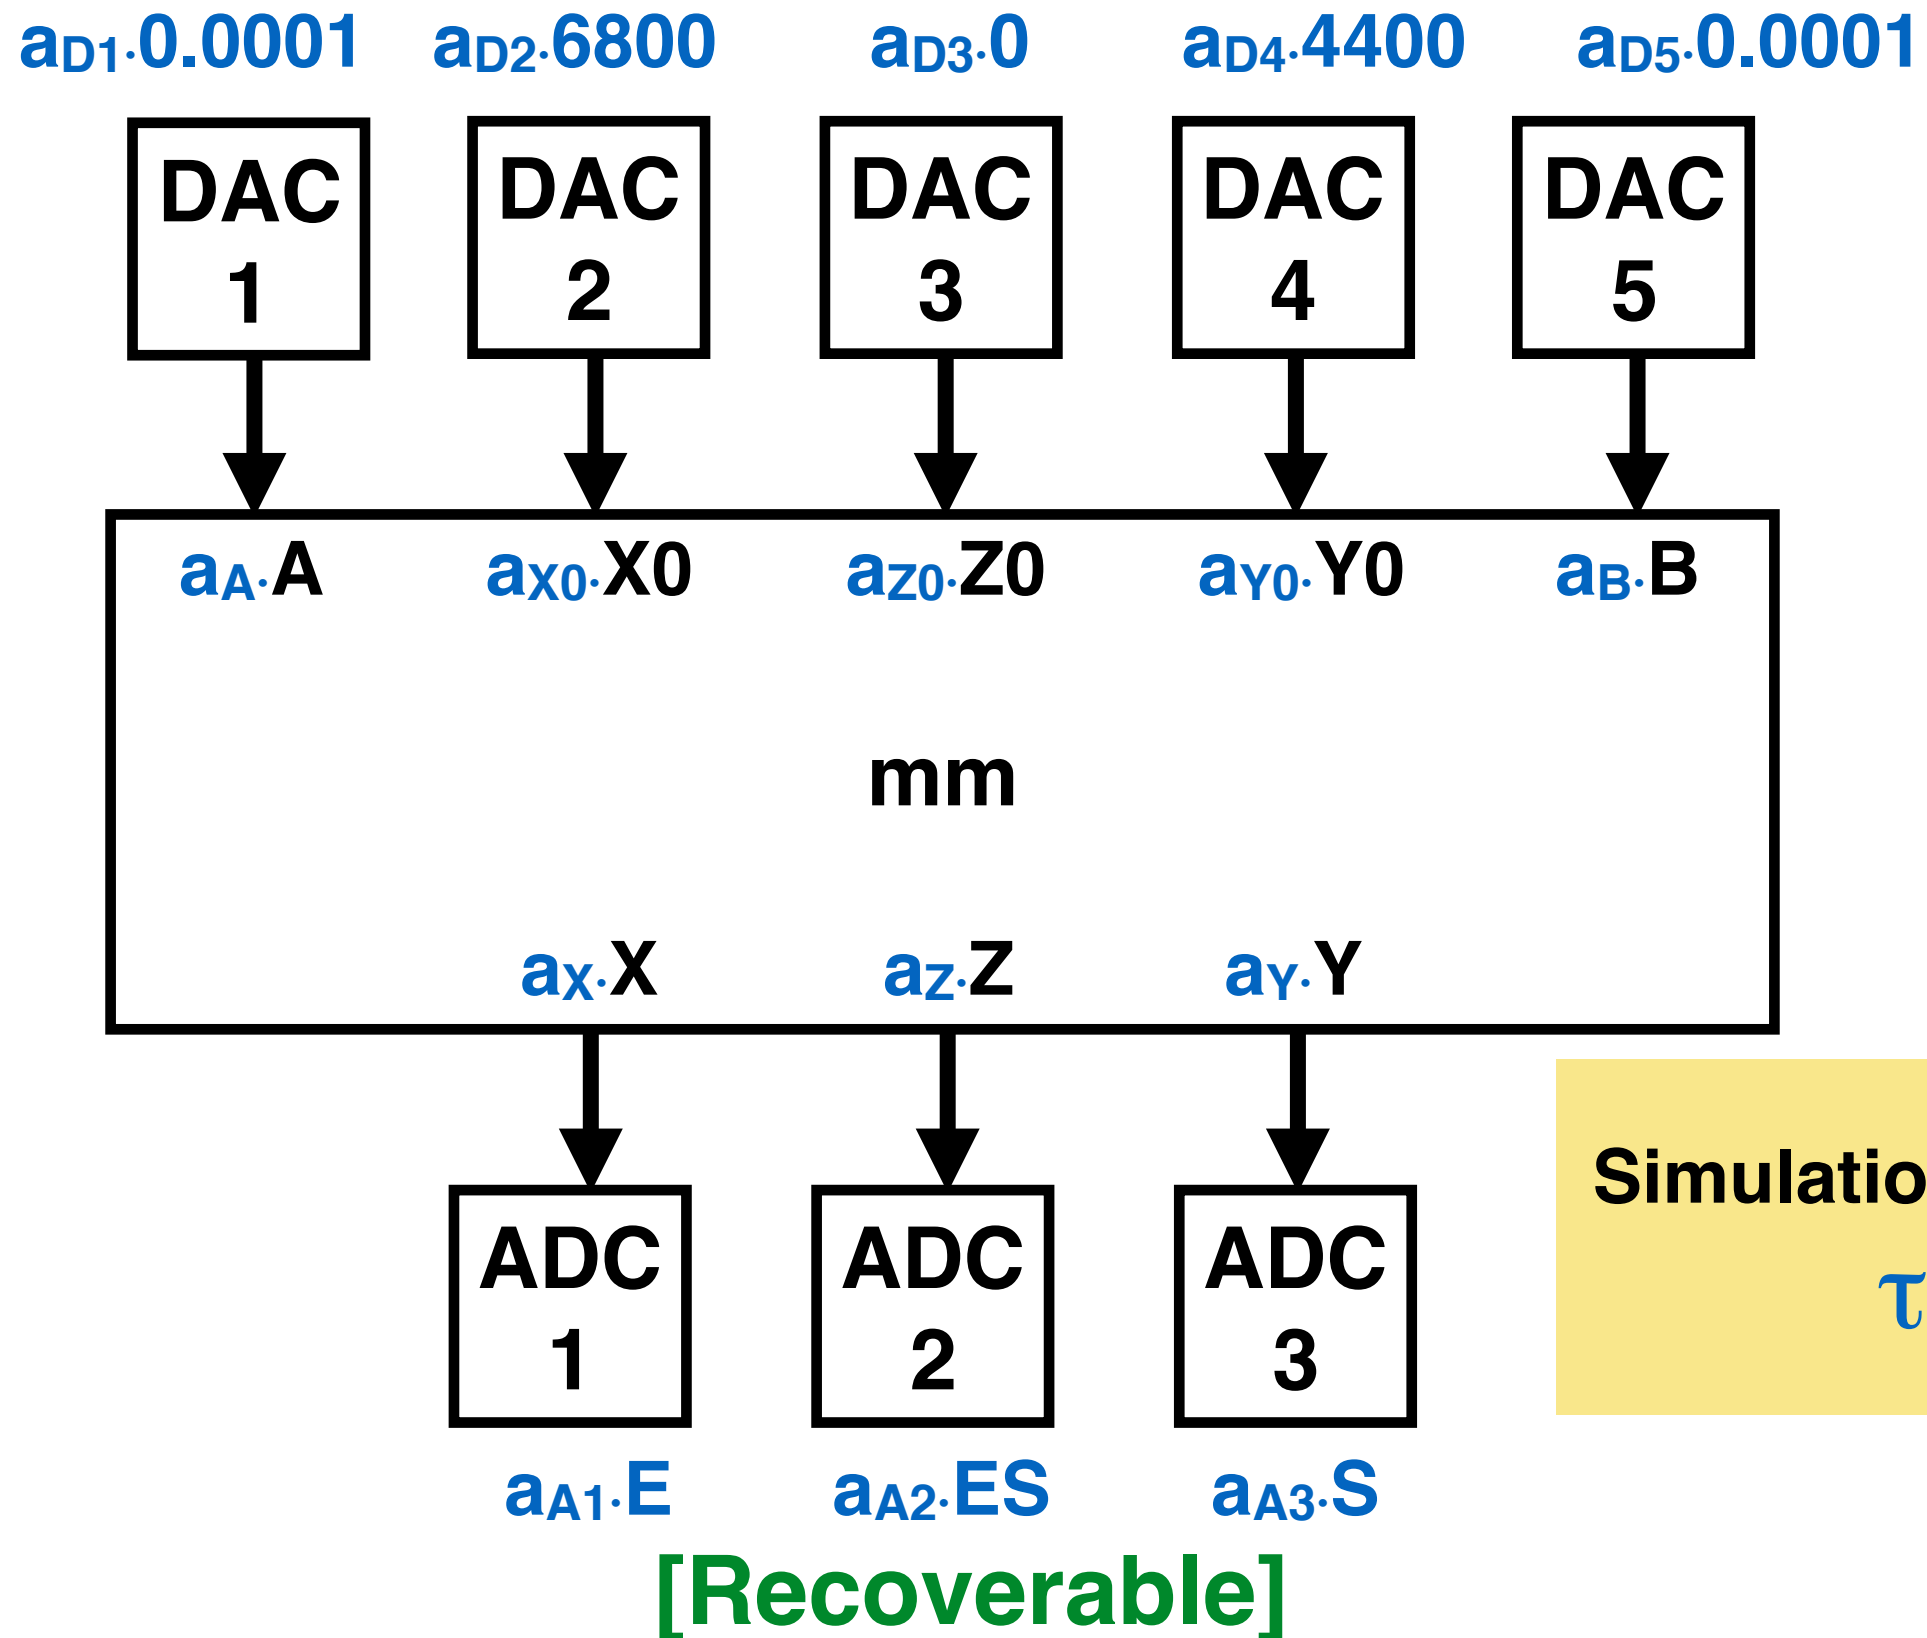 aD1·0.0001 aD2·6800 aD3·0 aD4·4400 aD5·0.0001
DAC 1
DAC 2
DAC 3
DAC 4
DAC 5
aA·A aX0·X0 aZ0·Z0 aY0·Y0 aB·B
mm
aX·X aZ·Z aY·Y
ADC 1
ADC 2
ADC 3
Simulatio
τ
aA1·E aA2·ES aA3·S
[Recoverable]